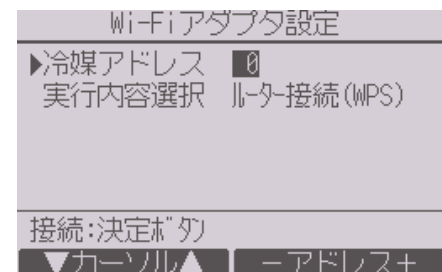 Wi-Fiアダプタ設定
▶冷媒アドレス 0
実行内容選択 ﾙｰﾀｰ接続(WPS)
接続:決定ﾎﾞﾀﾝ
▼カーソル▲ －アドレス＋